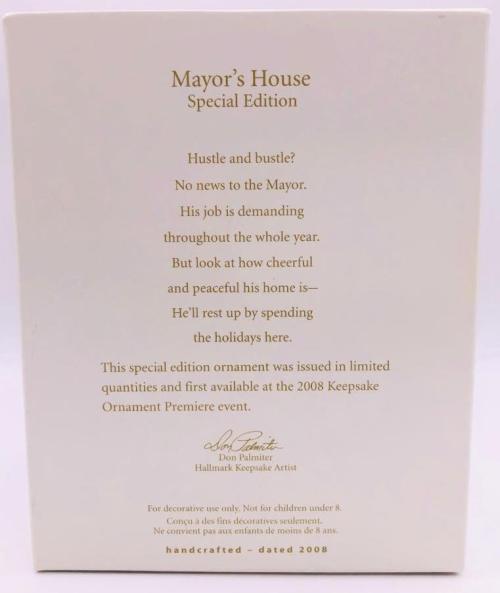 Mayor's House
Special Edition
Hustle and bustle?
No news to the Mayor.
His job is demanding
throughout the whole year.
But look at how cheerful
and peaceful his home is—
He'll rest up by spending
the holidays here.
This special edition ornament was issued in limited
quantities and first available at the 2008 Keepsake
Ornament Premiere event.
Don Palmiter
Don Palmiter
Hallmark Keepsake Artist
For decorative use only. Not for children under 8.
Conçu à des fins décoratives seulement.
Ne convient pas aux enfants de moins de 8 ans.
handcrafted – dated 2008